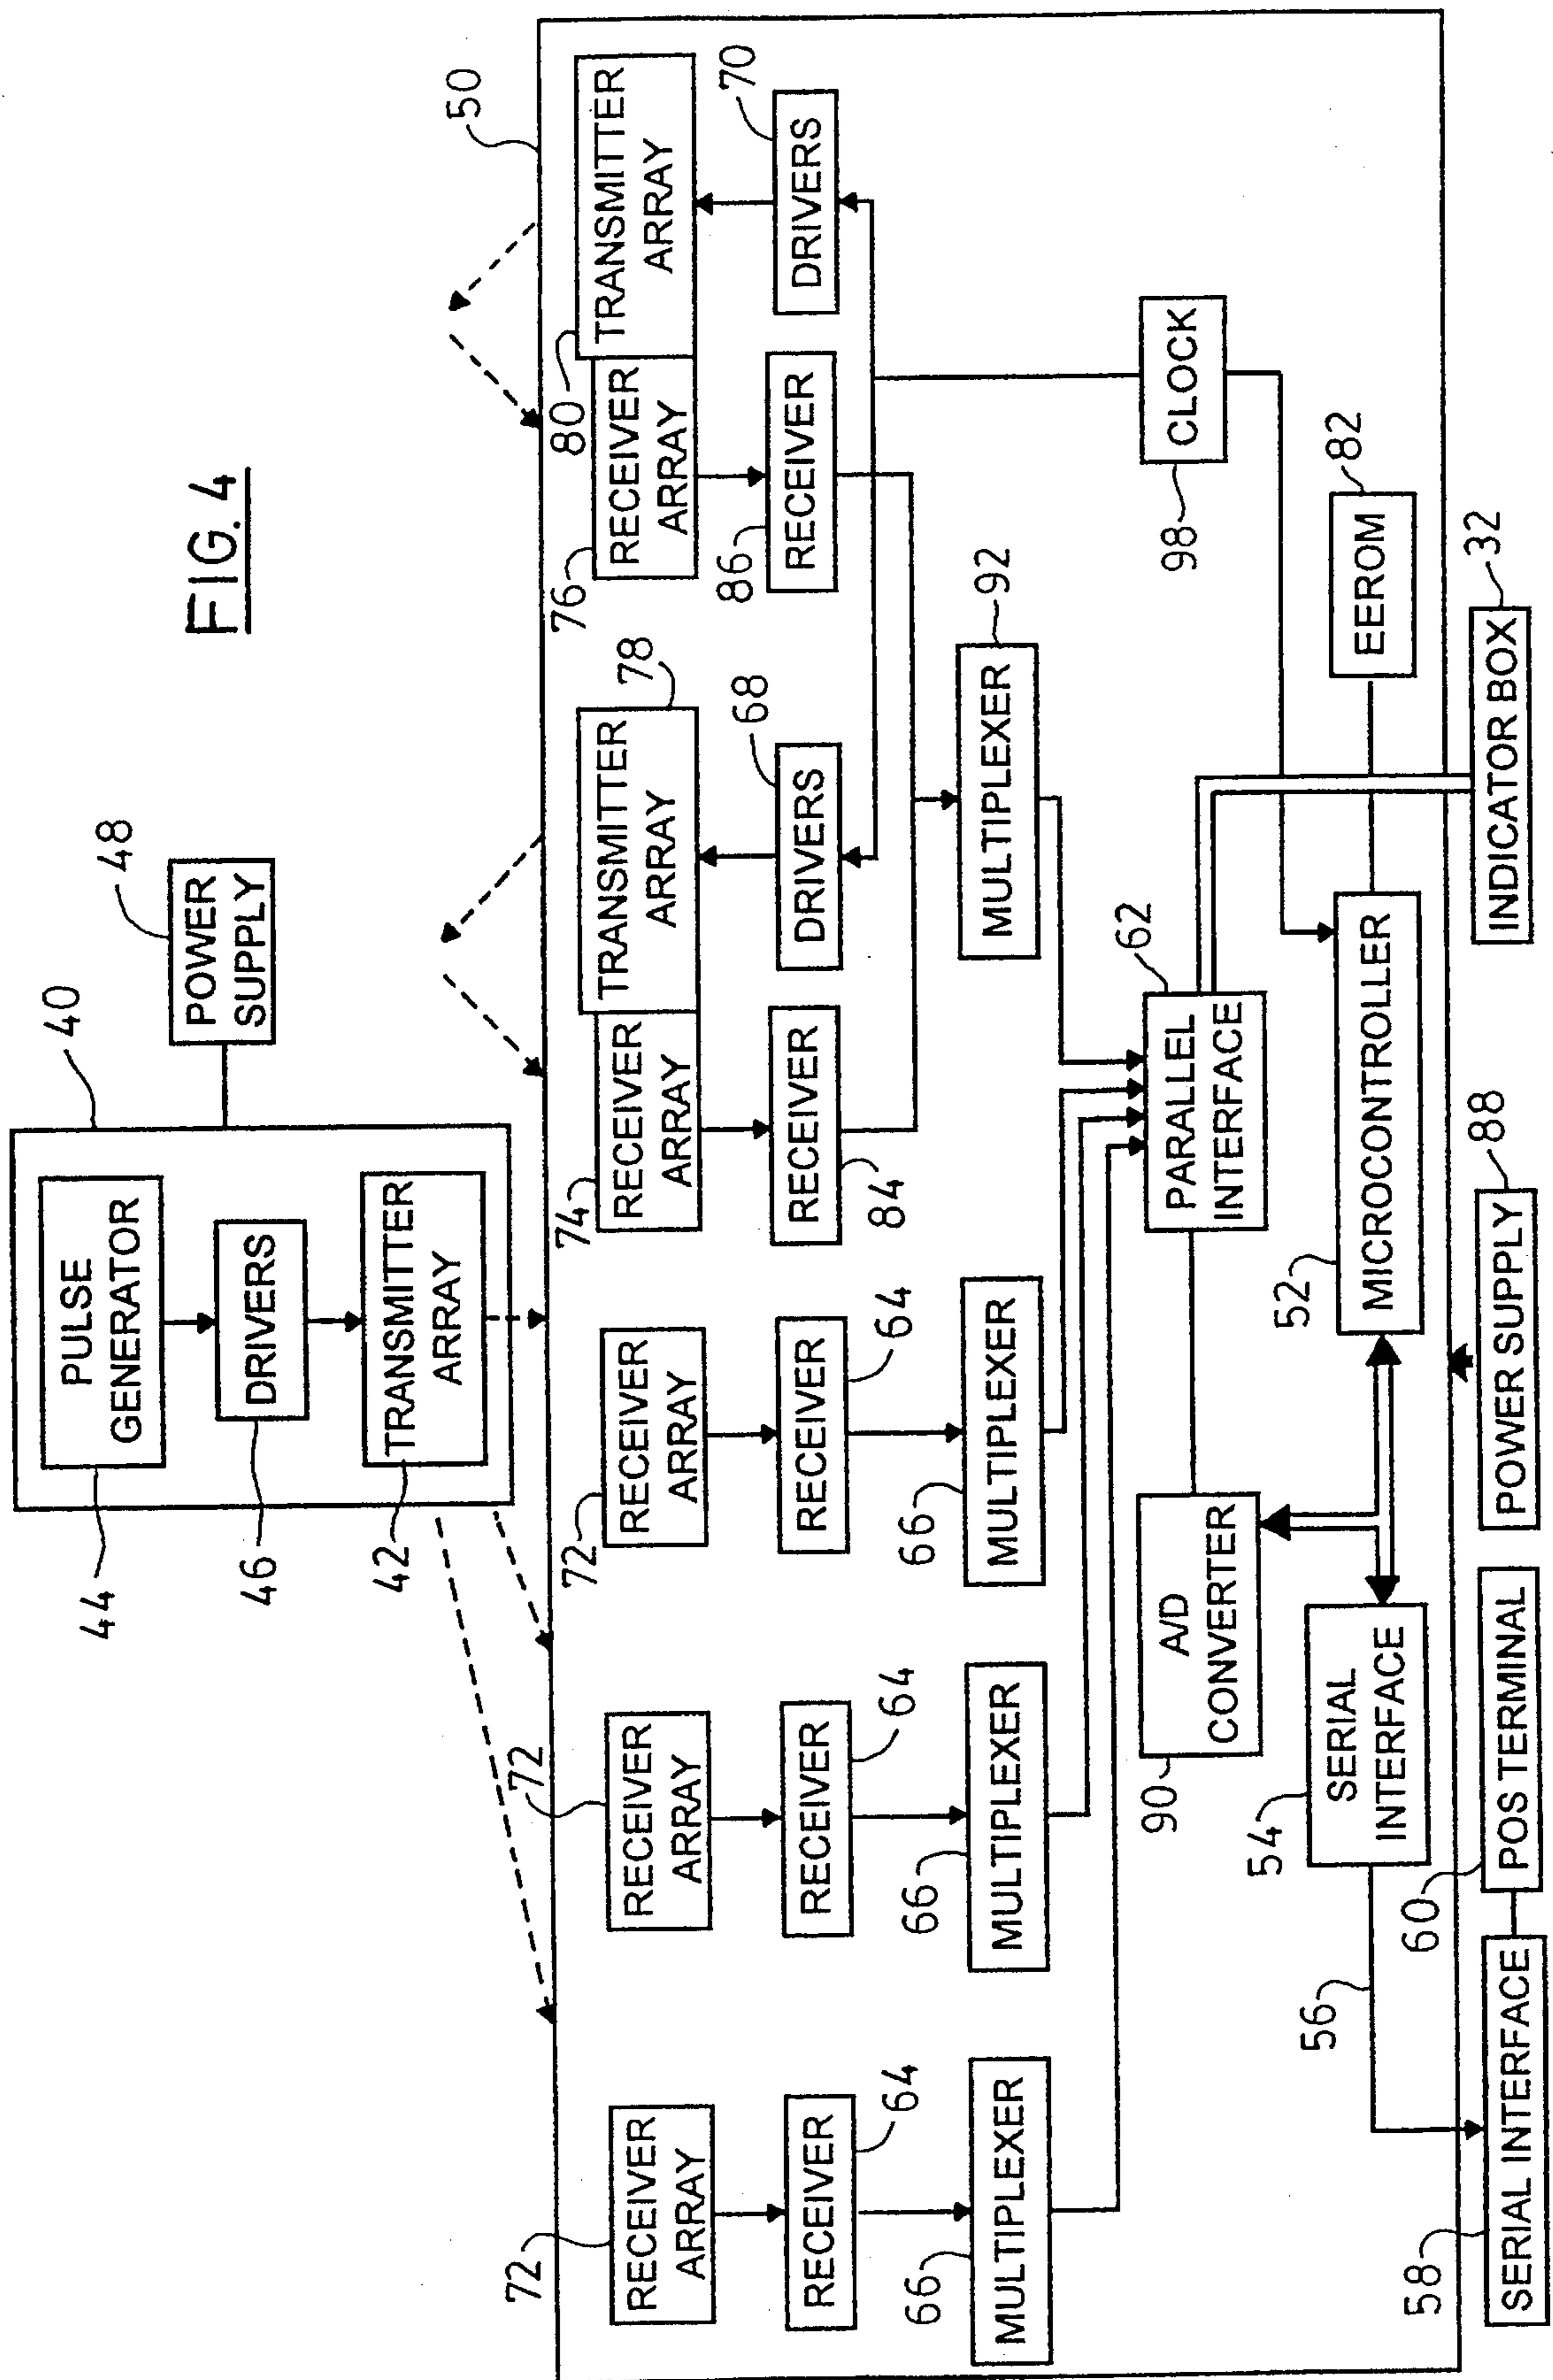 FIG. 4
40
48
PULSE
GENERATOR
44
DRIVERS
46
TRANSMITTER
ARRAY
42
POWER
SUPPLY
50
72
RECEIVER
ARRAY
72
RECEIVER
ARRAY
72
RECEIVER
ARRAY
74
RECEIVER
ARRAY
78
TRANSMITTER
ARRAY
76
RECEIVER
ARRAY
80
TRANSMITTER
ARRAY
RECEIVER
64
RECEIVER
64
RECEIVER
64
RECEIVER
84
DRIVERS
68
RECEIVER
86
DRIVERS
70
66
MULTIPLEXER
66
MULTIPLEXER
66
MULTIPLEXER
MULTIPLEXER
92
90
A/D
CONVERTER
PARALLEL
INTERFACE
62
98
CLOCK
54
SERIAL
INTERFACE
52
MICROCONTROLLER
EEROM
82
56
58
SERIAL INTERFACE
60
POS TERMINAL
POWER SUPPLY
88
INDICATOR BOX
32